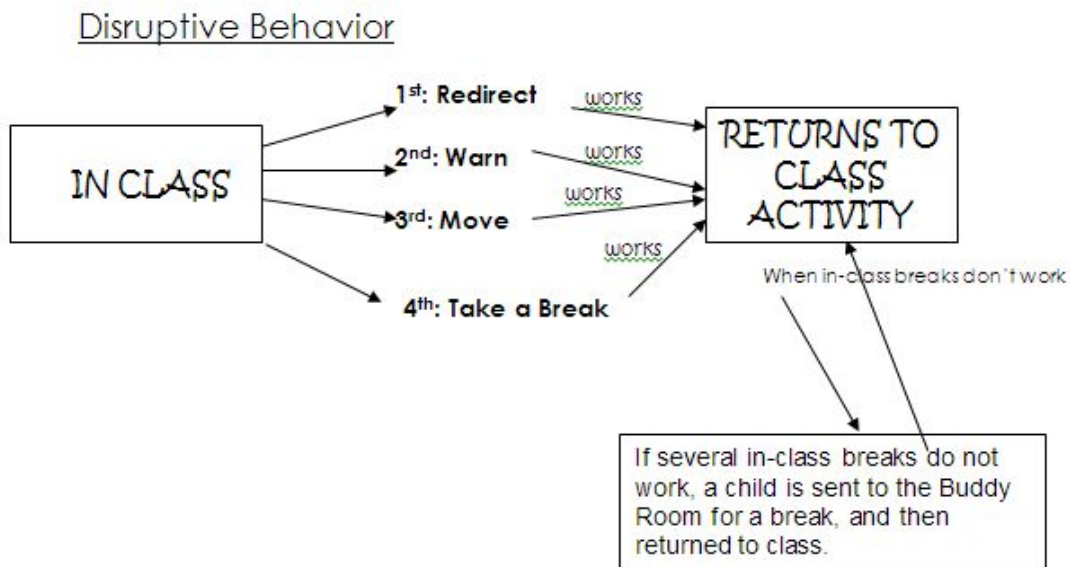 Disruptive Behavior
1st: Redirect
works
IN CLASS
2nd: Warn
works
3rd: Move
works
4th: Take a Break
works
RETURNS TO
CLASS
ACTIVITY
When in-class breaks don't work
If several in-class breaks do not
work, a child is sent to the Buddy
Room for a break, and then
returned to class.